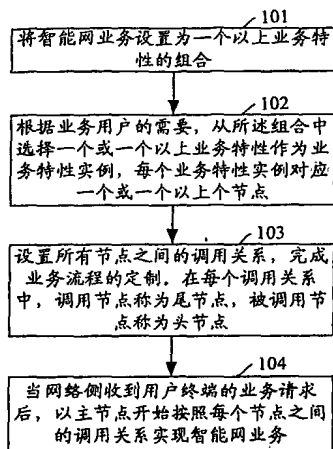 101
将智能网业务设置为一个以上业务特
性的组合
102
根据业务用户的需要，从所述组合中
选择一个或一个以上业务特性作为业
务特性实例，每个业务特性实例对应
一个或一个以上个节点
103
设置所有节点之间的调用关系，完成
业务流程的定制。在每个调用关系
中，调用节点称为尾节点，被调用节
点称为头节点
104
当网络侧收到用户终端的业务请求
后，以主节点开始按照每个节点之间
的调用关系实现智能网业务